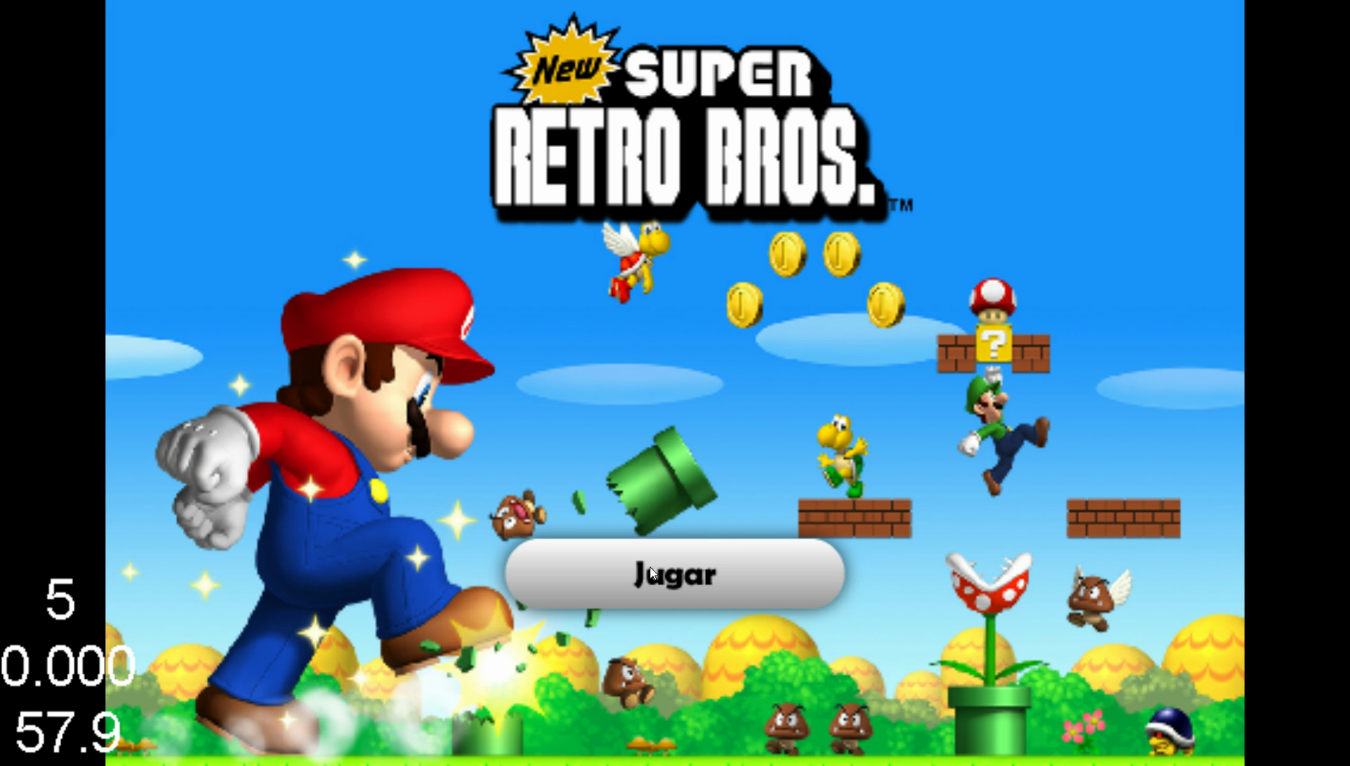 New SUPER
RETRO BROS.™
?
Jugar
5
0.000
57.9